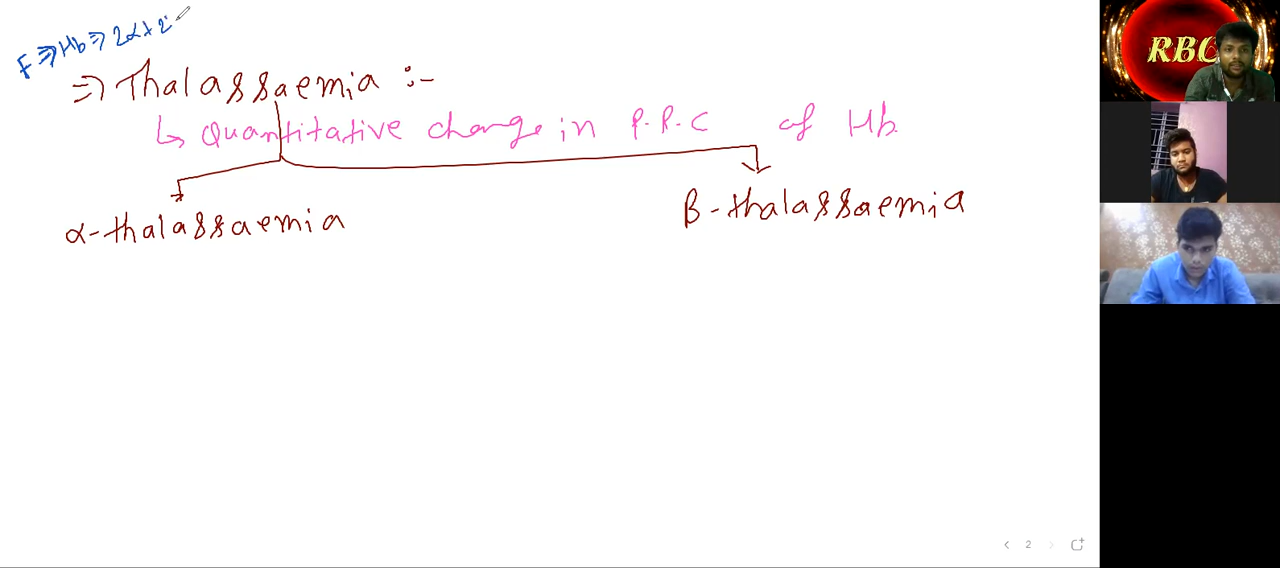 F ⇒ Hb ⇒ 2α + 2
⇒ Thalassaemia :-
↳ Quantitative change in P.P.C of Hb.
α-thalassaemia
β-thalassaemia
2
RBC